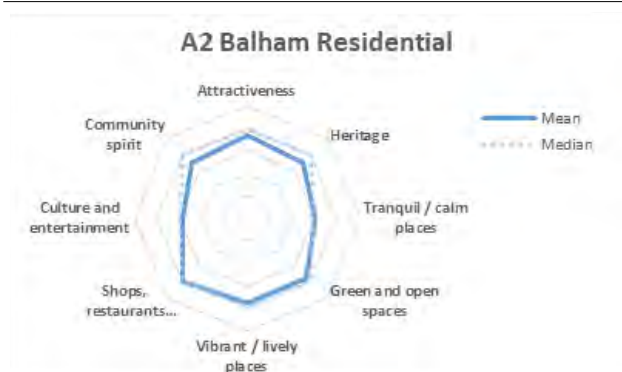 A2 Balham Residential
Attractiveness
Heritage
Tranquil / calm
places
Green and open
spaces
Vibrant / lively
places
Shops,
restaurants...
Culture and
entertainment
Community
spirit
Mean
Median